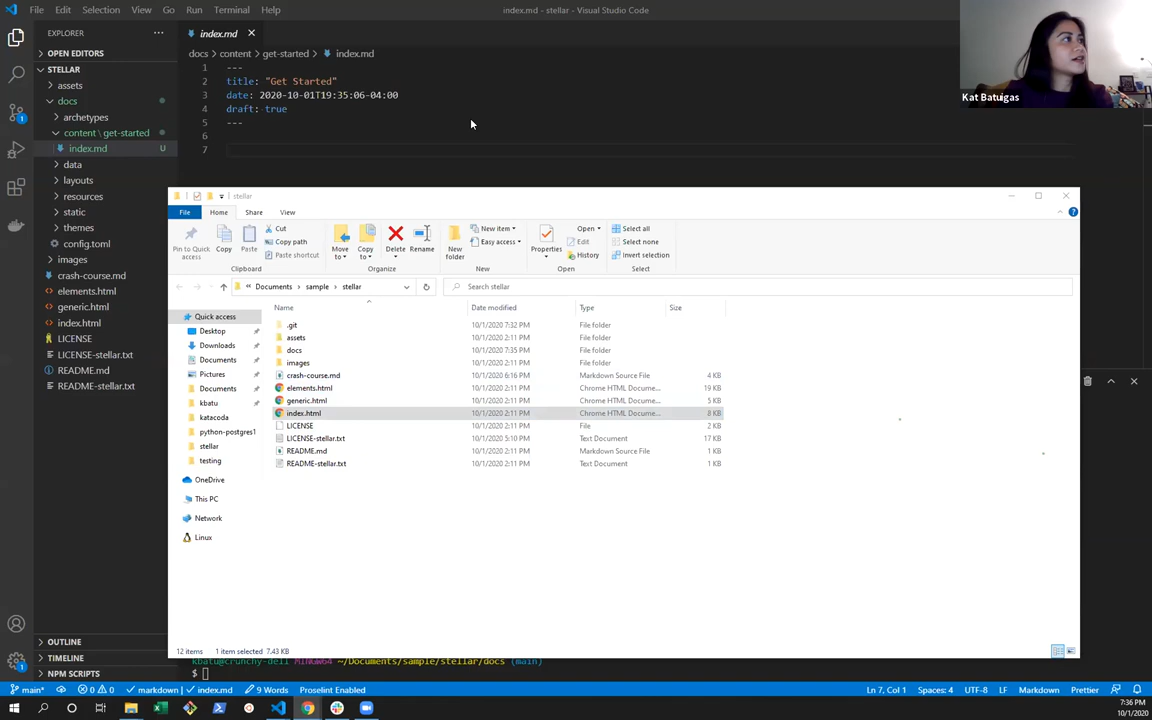 File Edit Selection View Go Run Terminal Help
index.md - stellar - Visual Studio Code
Kat Batuigas
EXPLORER
OPEN EDITORS
STELLAR
assets
docs
archetypes
content \ get-started
index.md U
data
layouts
resources
static
themes
config.toml
images
crash-course.md
elements.html
generic.html
index.html
LICENSE
LICENSE-stellar.txt
README.md
README-stellar.txt
OUTLINE
TIMELINE
NPM SCRIPTS
index.md
docs > content > get-started > index.md
1 ---
2 title: "Get Started"
3 date: 2020-10-01T19:35:06-04:00
4 draft: true
5 ---
6
7
stellar
File Home Share View
Pin to Quick access
Copy
Paste
Cut
Copy path
Paste shortcut
Clipboard
Move to
Copy to
Delete
Rename
Organize
New folder
New item
Easy access
New
Properties
Open
Edit
History
Open
Select all
Select none
Invert selection
Select
« Documents > sample > stellar
Search stellar
Quick access
Desktop
Downloads
Documents
Pictures
Documents
kbatu
katacoda
python-postgres1
stellar
testing
OneDrive
This PC
Network
Linux
Name Date modified Type Size
.git 10/1/2020 7:32 PM File folder
assets 10/1/2020 2:11 PM File folder
docs 10/1/2020 7:35 PM File folder
images 10/1/2020 2:11 PM File folder
crash-course.md 10/1/2020 6:16 PM Markdown Source File 4 KB
elements.html 10/1/2020 2:11 PM Chrome HTML Docume... 19 KB
generic.html 10/1/2020 2:11 PM Chrome HTML Docume... 5 KB
index.html 10/1/2020 2:11 PM Chrome HTML Docume... 8 KB
LICENSE 10/1/2020 2:11 PM File 2 KB
LICENSE-stellar.txt 10/1/2020 5:10 PM Text Document 17 KB
README.md 10/1/2020 2:11 PM Markdown Source File 1 KB
README-stellar.txt 10/1/2020 2:11 PM Text Document 1 KB
12 items 1 item selected 7.43 KB
kbatu@crunchy-dell MINGW64 ~/Documents/sample/stellar/docs (main)
$
main* 0 0 markdown | index.md 9 Words Proselint Enabled
Ln 7, Col 1 Spaces: 4 UTF-8 LF Markdown Prettier
7:36 PM
10/1/2020